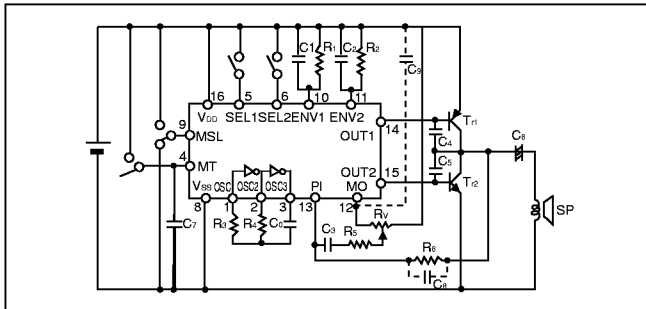 C1
R1
C2
R2
C9
16
5
6
10
11
VDD
SEL1
SEL2
ENV1
ENV2
Tr1
9
MSL
OUT1
14
C4
C6
4
MT
OUT2
15
C5
Tr2
VSS
OSC
OSC2
OSC3
PI
MO
8
1
2
3
13
12
RV
SP
C7
R3
R4
C3
R5
R6
C8